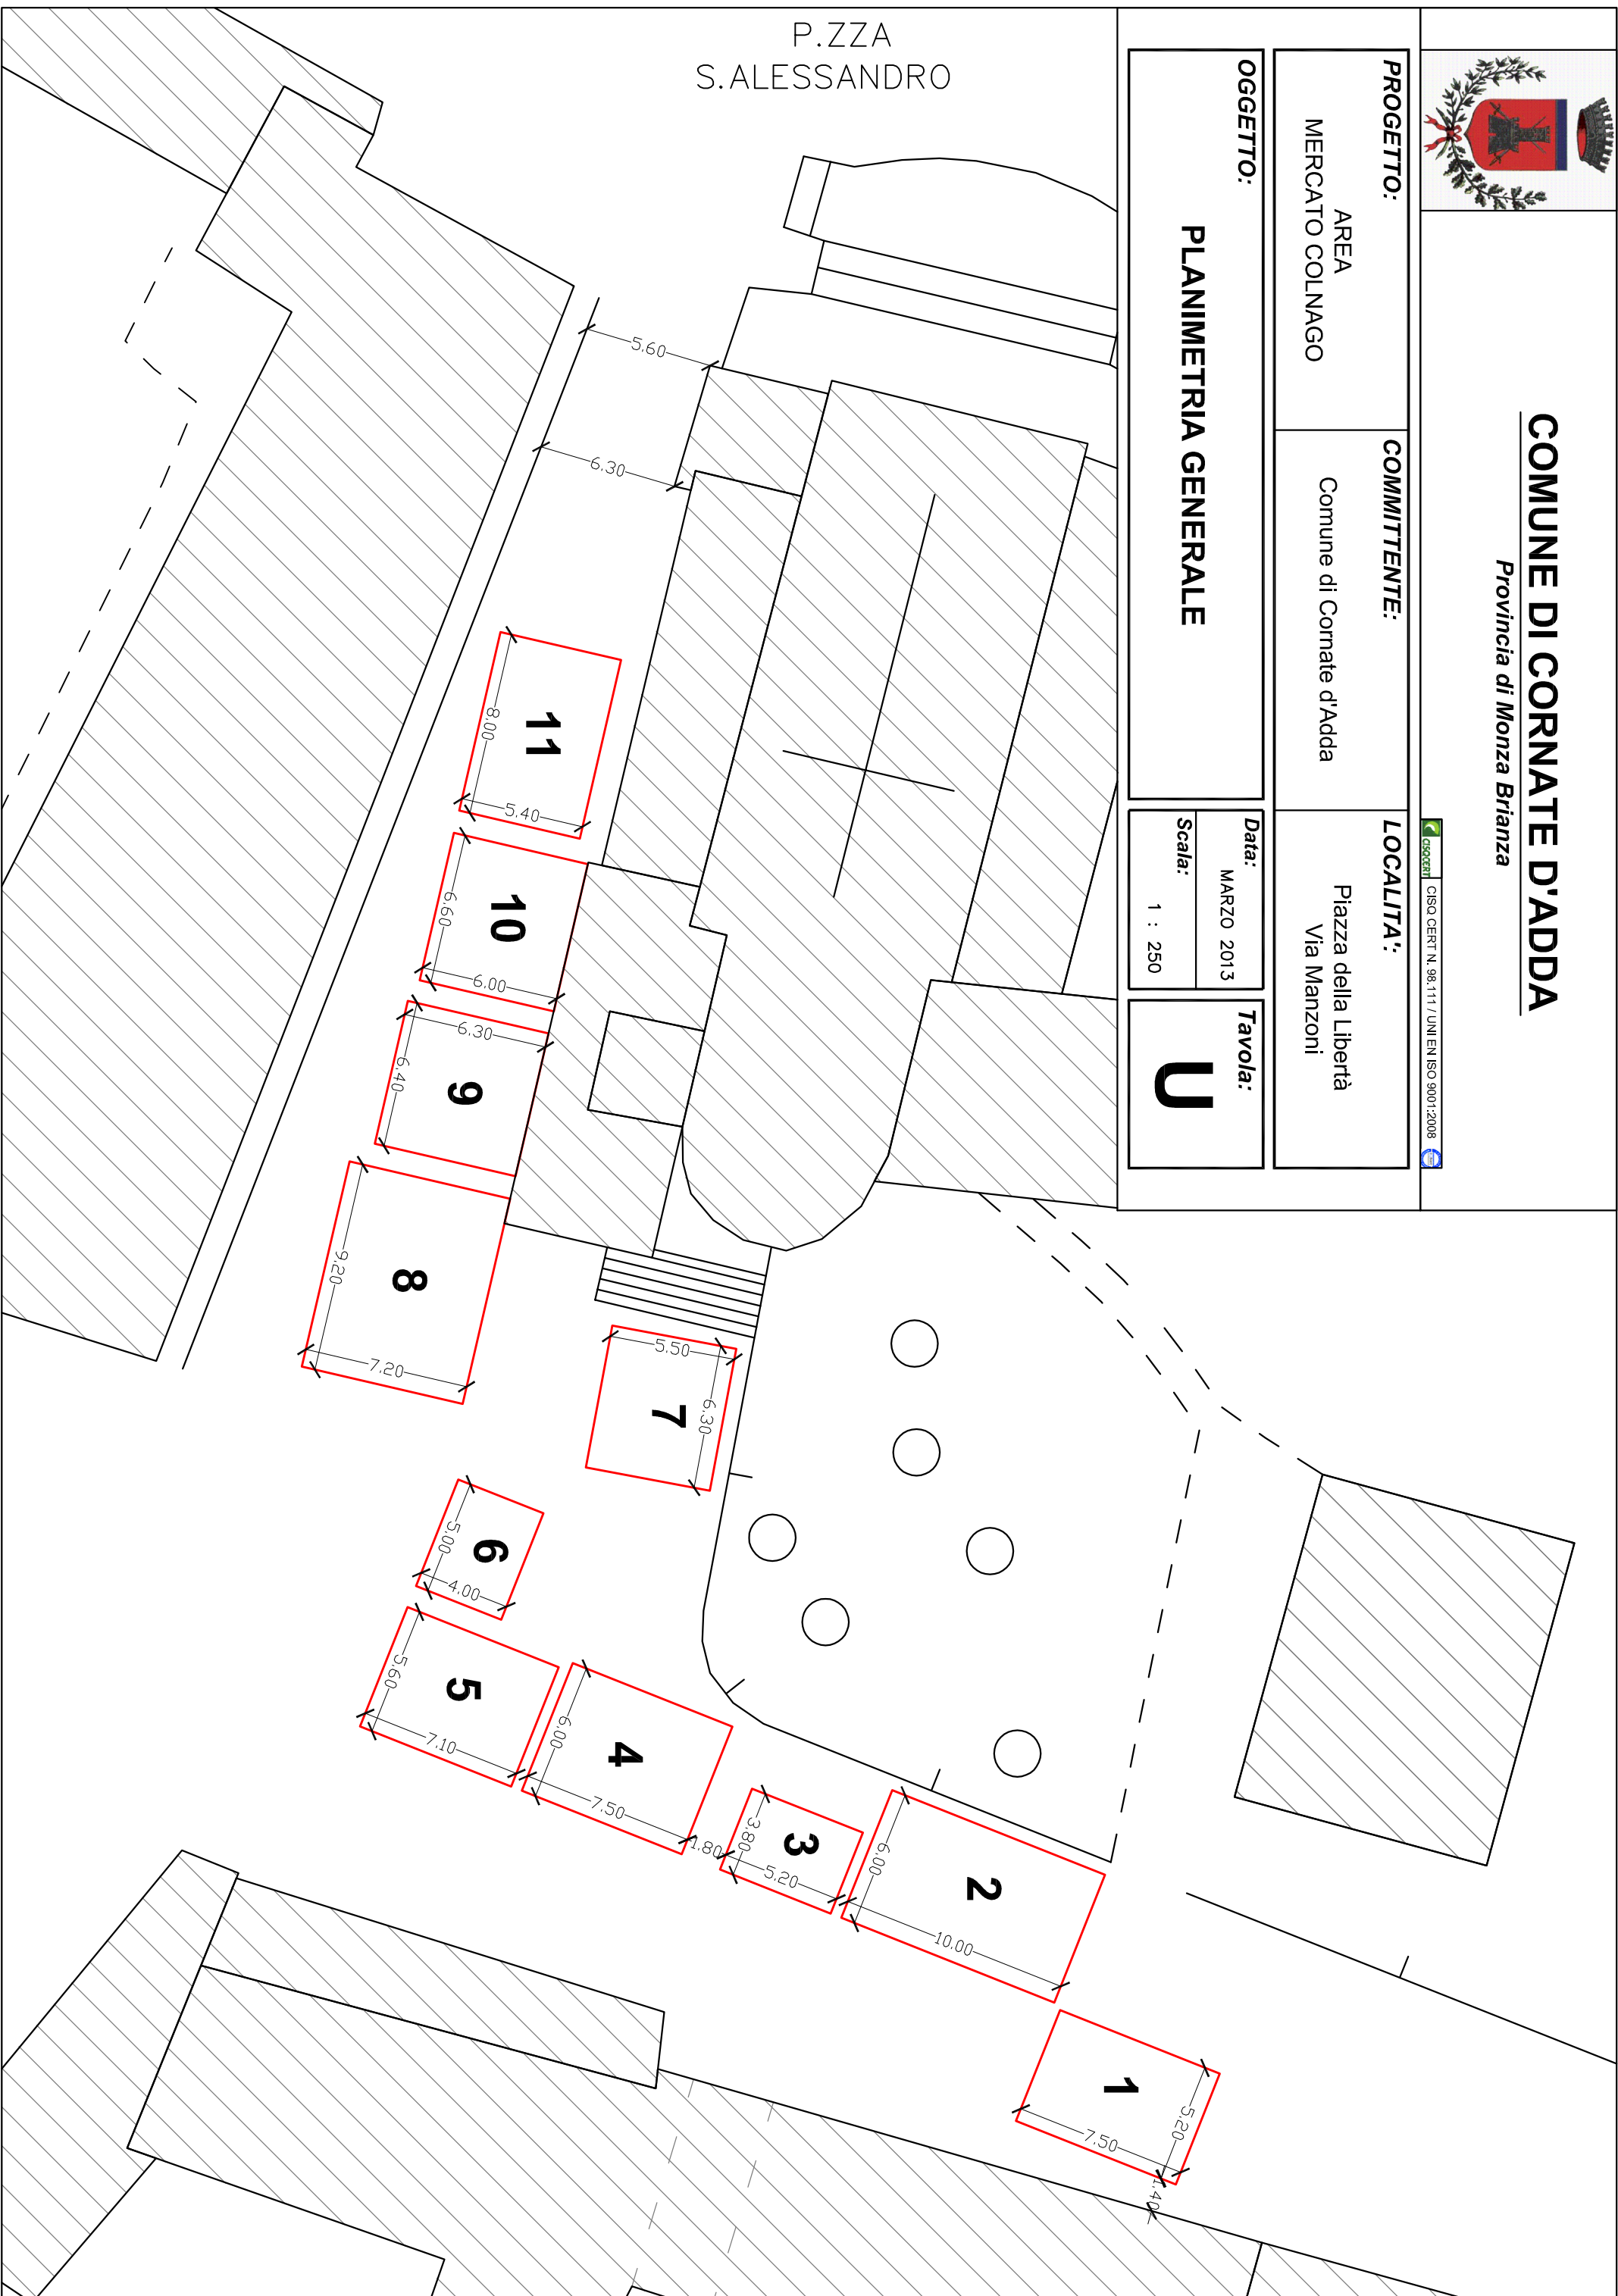 COMUNE DI CORNATE D'ADDA
Provincia di Monza Brianza
CISQCERT
CISQ CERT N. 98.111 / UNI EN ISO 9001:2008
PROGETTO:
AREA
MERCATO COLNAGO
COMMITTENTE:
Comune di Cornate d'Adda
LOCALITA':
Piazza della Libertà
Via Manzoni
OGGETTO:
PLANIMETRIA GENERALE
Data:
MARZO 2013
Scala:
1 : 250
Tavola:
U
P.ZZA
S.ALESSANDRO
5.60
6.30
11
8.00
5.40
10
6.60
6.00
9
6.30
6.40
8
9.20
7.20
7
5.50
6.30
6
5.00
4.00
5
5.60
7.10
4
6.00
7.50
1.80
3
3.80
5.20
2
6.00
10.00
1
5.20
7.50
1.40